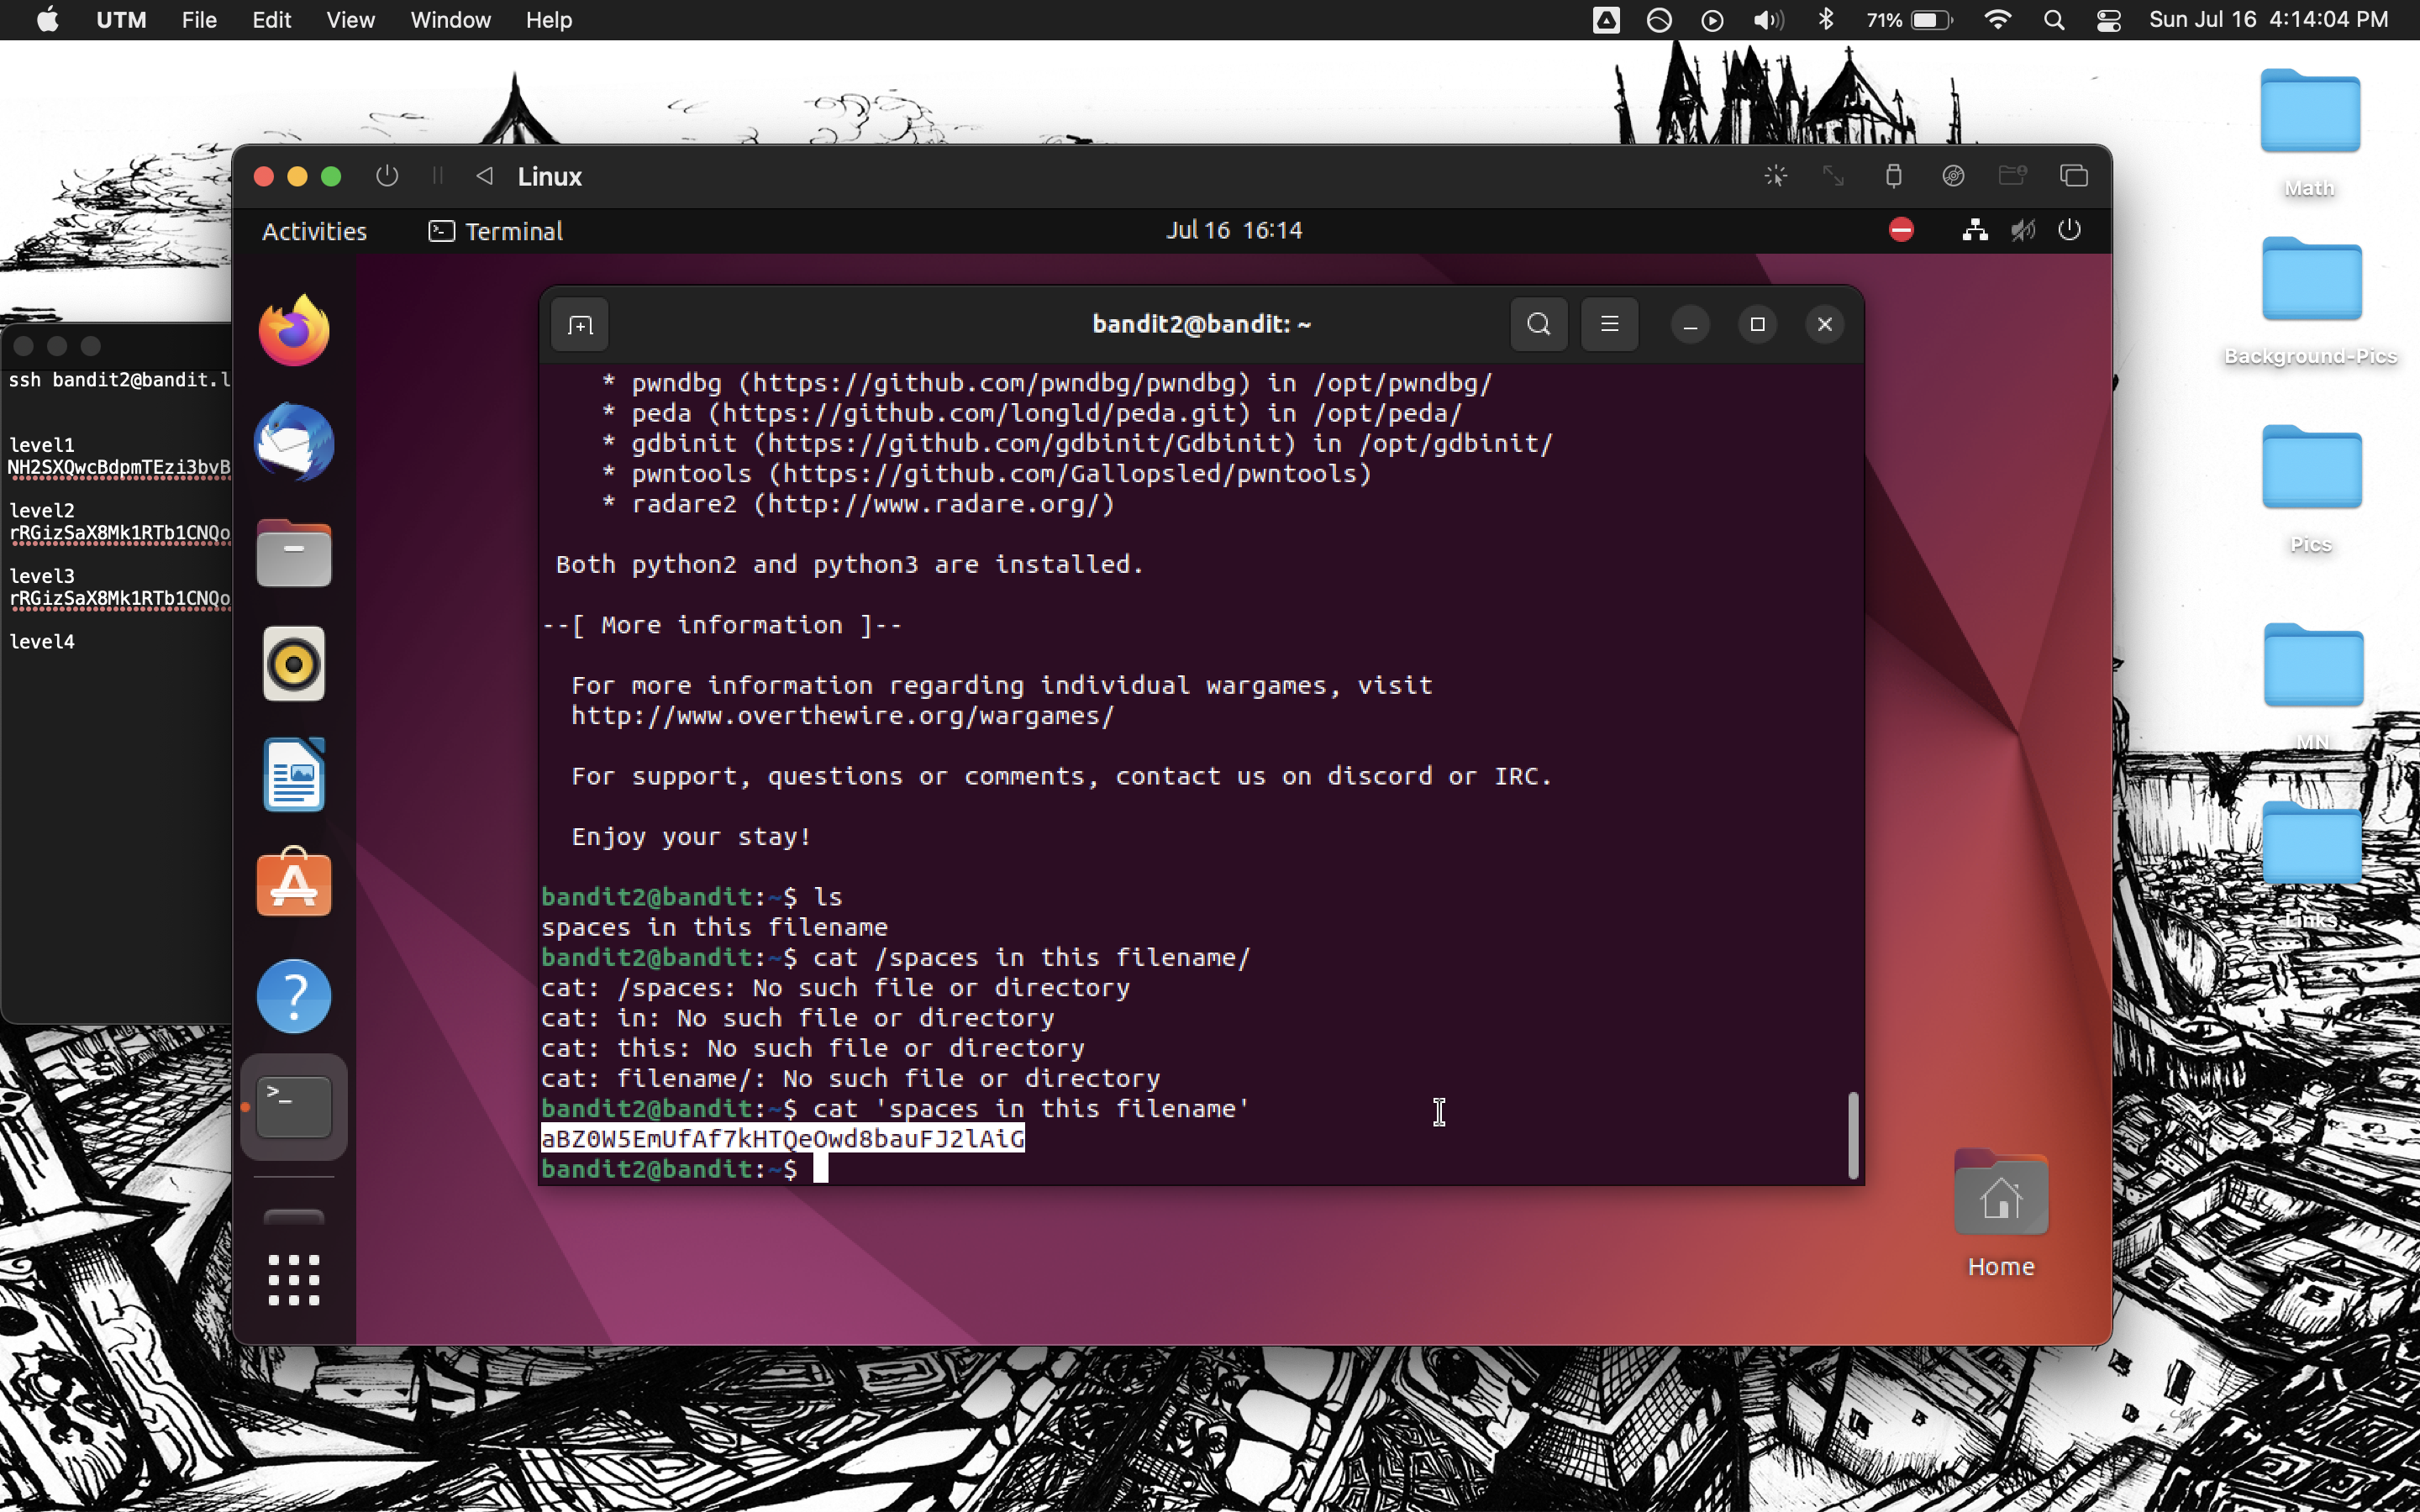 UTM File Edit View Window Help 71% Sun Jul 16 4:14:04 PM
Math
Background-Pics
Pics
MN
Links
ssh bandit2@bandit.l
level1
NH2SXQwcBdpmTEzi3bvB
level2
rRGizSaX8Mk1RTb1CNQo
level3
rRGizSaX8Mk1RTb1CNQo
level4
Linux
Activities Terminal Jul 16 16:14
bandit2@bandit: ~
* pwndbg (https://github.com/pwndbg/pwndbg) in /opt/pwndbg/
* peda (https://github.com/longld/peda.git) in /opt/peda/
* gdbinit (https://github.com/gdbinit/Gdbinit) in /opt/gdbinit/
* pwntools (https://github.com/Gallopsled/pwntools)
* radare2 (http://www.radare.org/)
Both python2 and python3 are installed.
--[ More information ]--
For more information regarding individual wargames, visit
http://www.overthewire.org/wargames/
For support, questions or comments, contact us on discord or IRC.
Enjoy your stay!
bandit2@bandit:~$ ls
spaces in this filename
bandit2@bandit:~$ cat /spaces in this filename/
cat: /spaces: No such file or directory
cat: in: No such file or directory
cat: this: No such file or directory
cat: filename/: No such file or directory
bandit2@bandit:~$ cat 'spaces in this filename'
aBZ0W5EmUfAf7kHTQeOwd8bauFJ2lAiG
bandit2@bandit:~$
Home